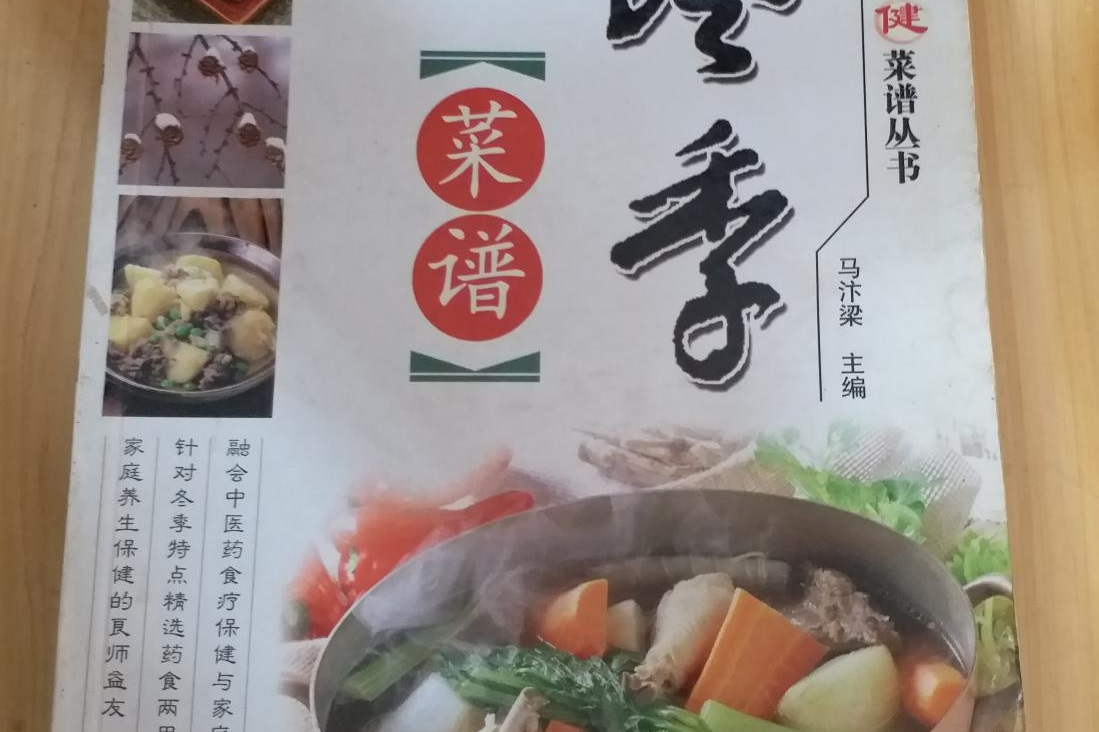 健
菜谱丛书
季
马汴梁 主编
菜谱
融会中医药食疗保健与家
针对冬季特点精选药食两
家庭养生保健的良师益友